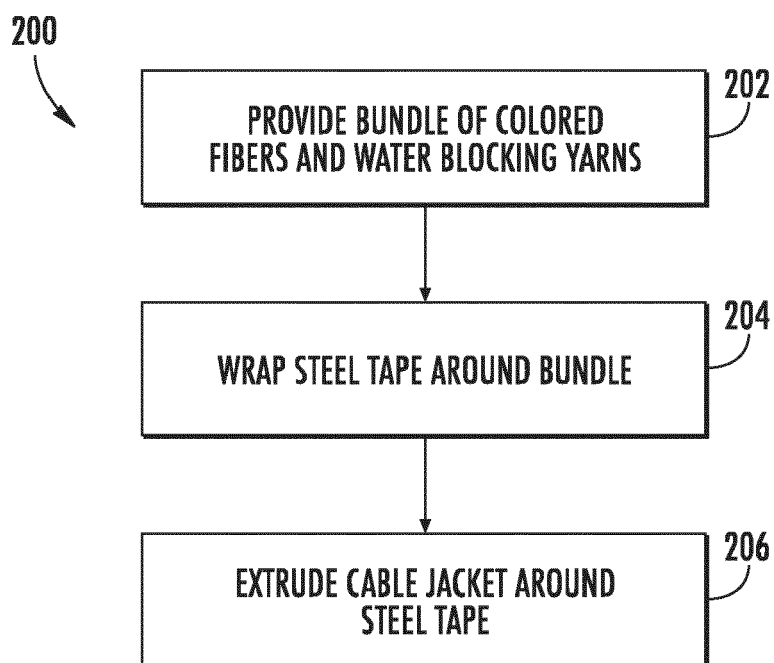 200
202
PROVIDE BUNDLE OF COLORED
FIBERS AND WATER BLOCKING YARNS
204
WRAP STEEL TAPE AROUND BUNDLE
206
EXTRUDE CABLE JACKET AROUND
STEEL TAPE